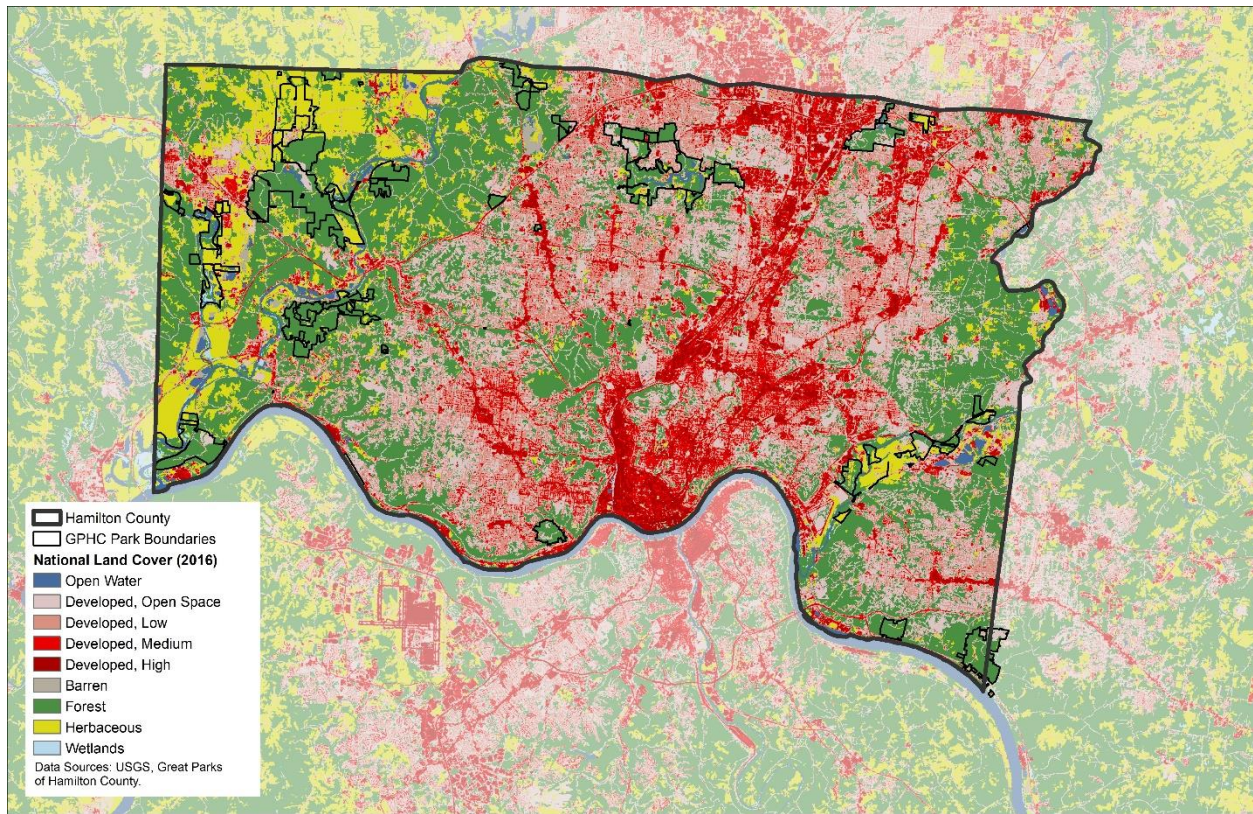 Hamilton County
GPHC Park Boundaries
National Land Cover (2016)
Open Water
Developed, Open Space
Developed, Low
Developed, Medium
Developed, High
Barren
Forest
Herbaceous
Wetlands
Data Sources: USGS, Great Parks
of Hamilton County.